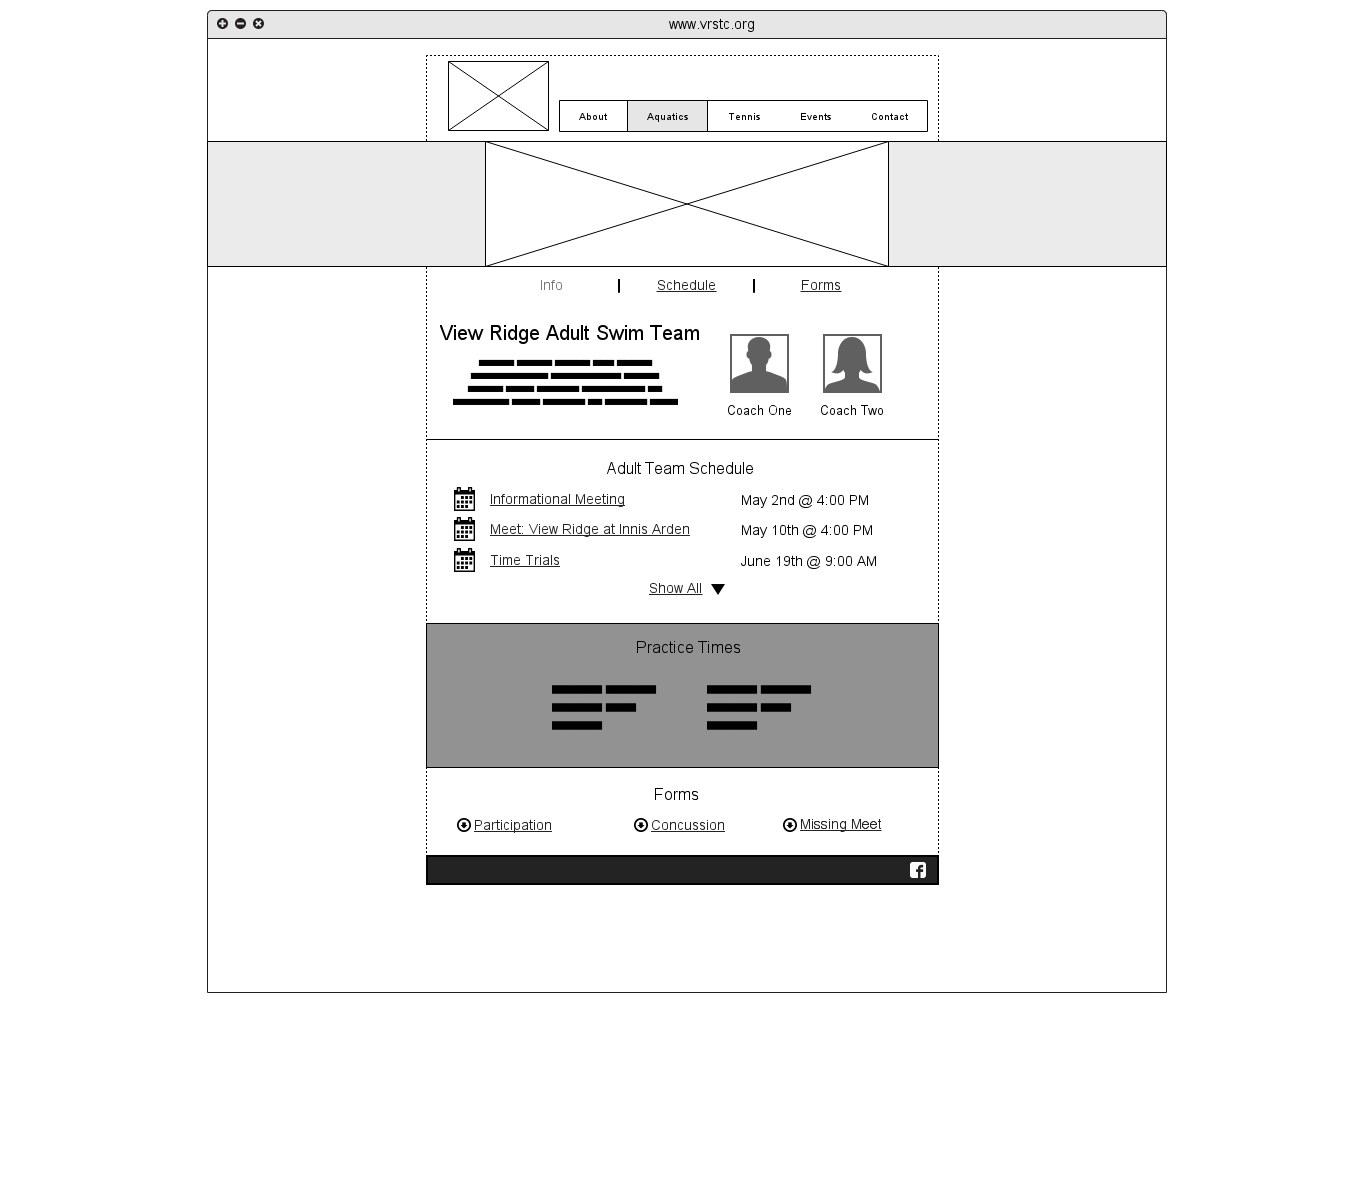 www.vrstc.org
About Aquatics Tennis Events Contact
Info Schedule Forms
View Ridge Adult Swim Team
Coach One Coach Two
Adult Team Schedule
Informational Meeting May 2nd @ 4:00 PM
Meet: View Ridge at Innis Arden May 10th @ 4:00 PM
Time Trials June 19th @ 9:00 AM
Show All
Practice Times
Forms
Participation Concussion Missing Meet